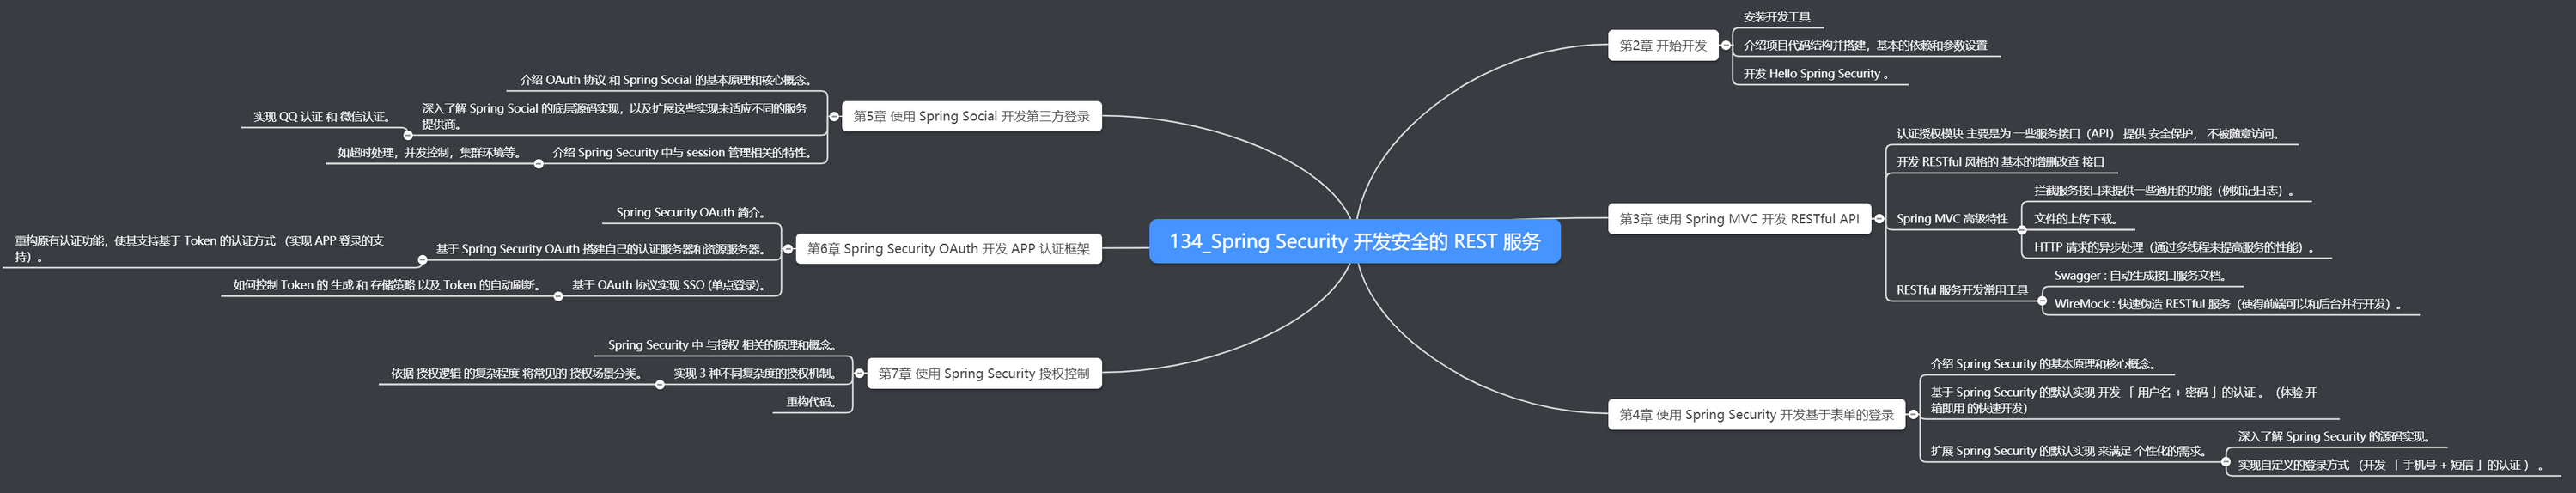 134_Spring Security 开发安全的 REST 服务
第2章 开始开发
安装开发工具
介绍项目代码结构并搭建，基本的依赖和参数设置
开发 Hello Spring Security 。
第3章 使用 Spring MVC 开发 RESTful API
认证授权模块 主要是为 一些服务接口（API） 提供 安全保护， 不被随意访问。
开发 RESTful 风格的 基本的增删改查 接口
Spring MVC 高级特性
拦截服务接口来提供一些通用的功能（例如记日志）。
文件的上传下载。
HTTP 请求的异步处理（通过多线程来提高服务的性能）。
RESTful 服务开发常用工具
Swagger : 自动生成接口服务文档。
WireMock : 快速伪造 RESTful 服务（使得前端可以和后台并行开发）。
第4章 使用 Spring Security 开发基于表单的登录
介绍 Spring Security 的基本原理和核心概念。
基于 Spring Security 的默认实现 开发 「 用户名 + 密码 」的认证 。（体验 开
箱即用 的快速开发）
扩展 Spring Security 的默认实现 来满足 个性化的需求。
深入了解 Spring Security 的源码实现。
实现自定义的登录方式 （开发 「 手机号 + 短信 」的认证 ） 。
第5章 使用 Spring Social 开发第三方登录
介绍 OAuth 协议 和 Spring Social 的基本原理和核心概念。
深入了解 Spring Social 的底层源码实现，以及扩展这些实现来适应不同的服务
提供商。
实现 QQ 认证 和 微信认证。
介绍 Spring Security 中与 session 管理相关的特性。
如超时处理，并发控制，集群环境等。
第6章 Spring Security OAuth 开发 APP 认证框架
Spring Security OAuth 简介。
基于 Spring Security OAuth 搭建自己的认证服务器和资源服务器。
重构原有认证功能，使其支持基于 Token 的认证方式 （实现 APP 登录的支
持）。
基于 OAuth 协议实现 SSO (单点登录)。
如何控制 Token 的 生成 和 存储策略 以及 Token 的自动刷新。
第7章 使用 Spring Security 授权控制
Spring Security 中 与授权 相关的原理和概念。
实现 3 种不同复杂度的授权机制。
依据 授权逻辑 的复杂程度 将常见的 授权场景分类。
重构代码。